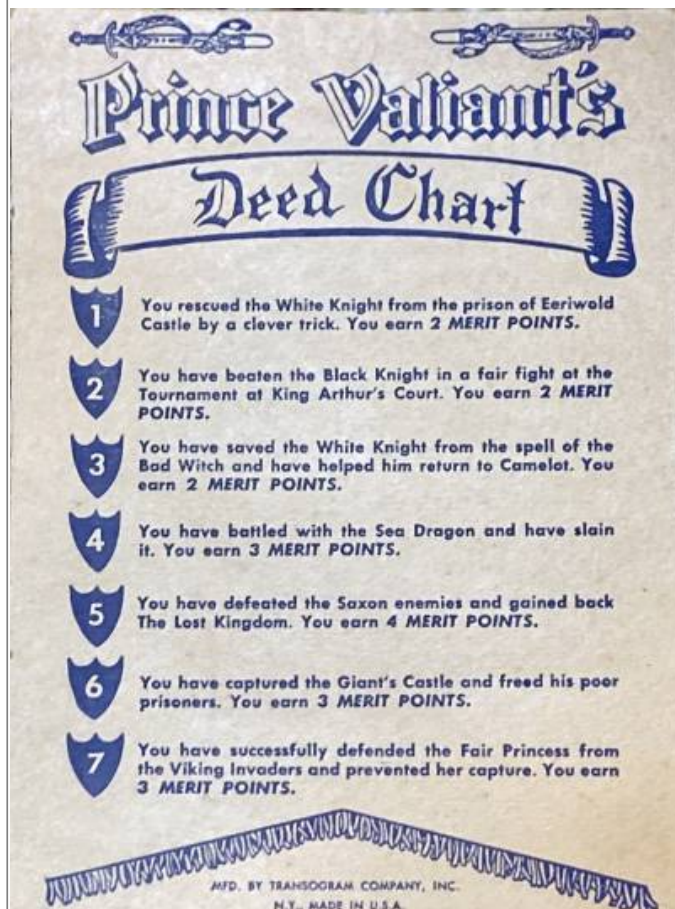 Prince Valiant's
Deed Chart
1
You rescued the White Knight from the prison of Eeriwold
Castle by a clever trick. You earn 2 MERIT POINTS.
2
You have beaten the Black Knight in a fair fight at the
Tournament at King Arthur's Court. You earn 2 MERIT
POINTS.
3
You have saved the White Knight from the spell of the
Bad Witch and have helped him return to Camelot. You
earn 2 MERIT POINTS.
4
You have battled with the Sea Dragon and have slain
it. You earn 3 MERIT POINTS.
5
You have defeated the Saxon enemies and gained back
The Lost Kingdom. You earn 4 MERIT POINTS.
6
You have captured the Giant's Castle and freed his poor
prisoners. You earn 3 MERIT POINTS.
7
You have successfully defended the Fair Princess from
the Viking Invaders and prevented her capture. You earn
3 MERIT POINTS.
MFD. BY TRANSOGRAM COMPANY, INC.
N.Y., MADE IN U.S.A.